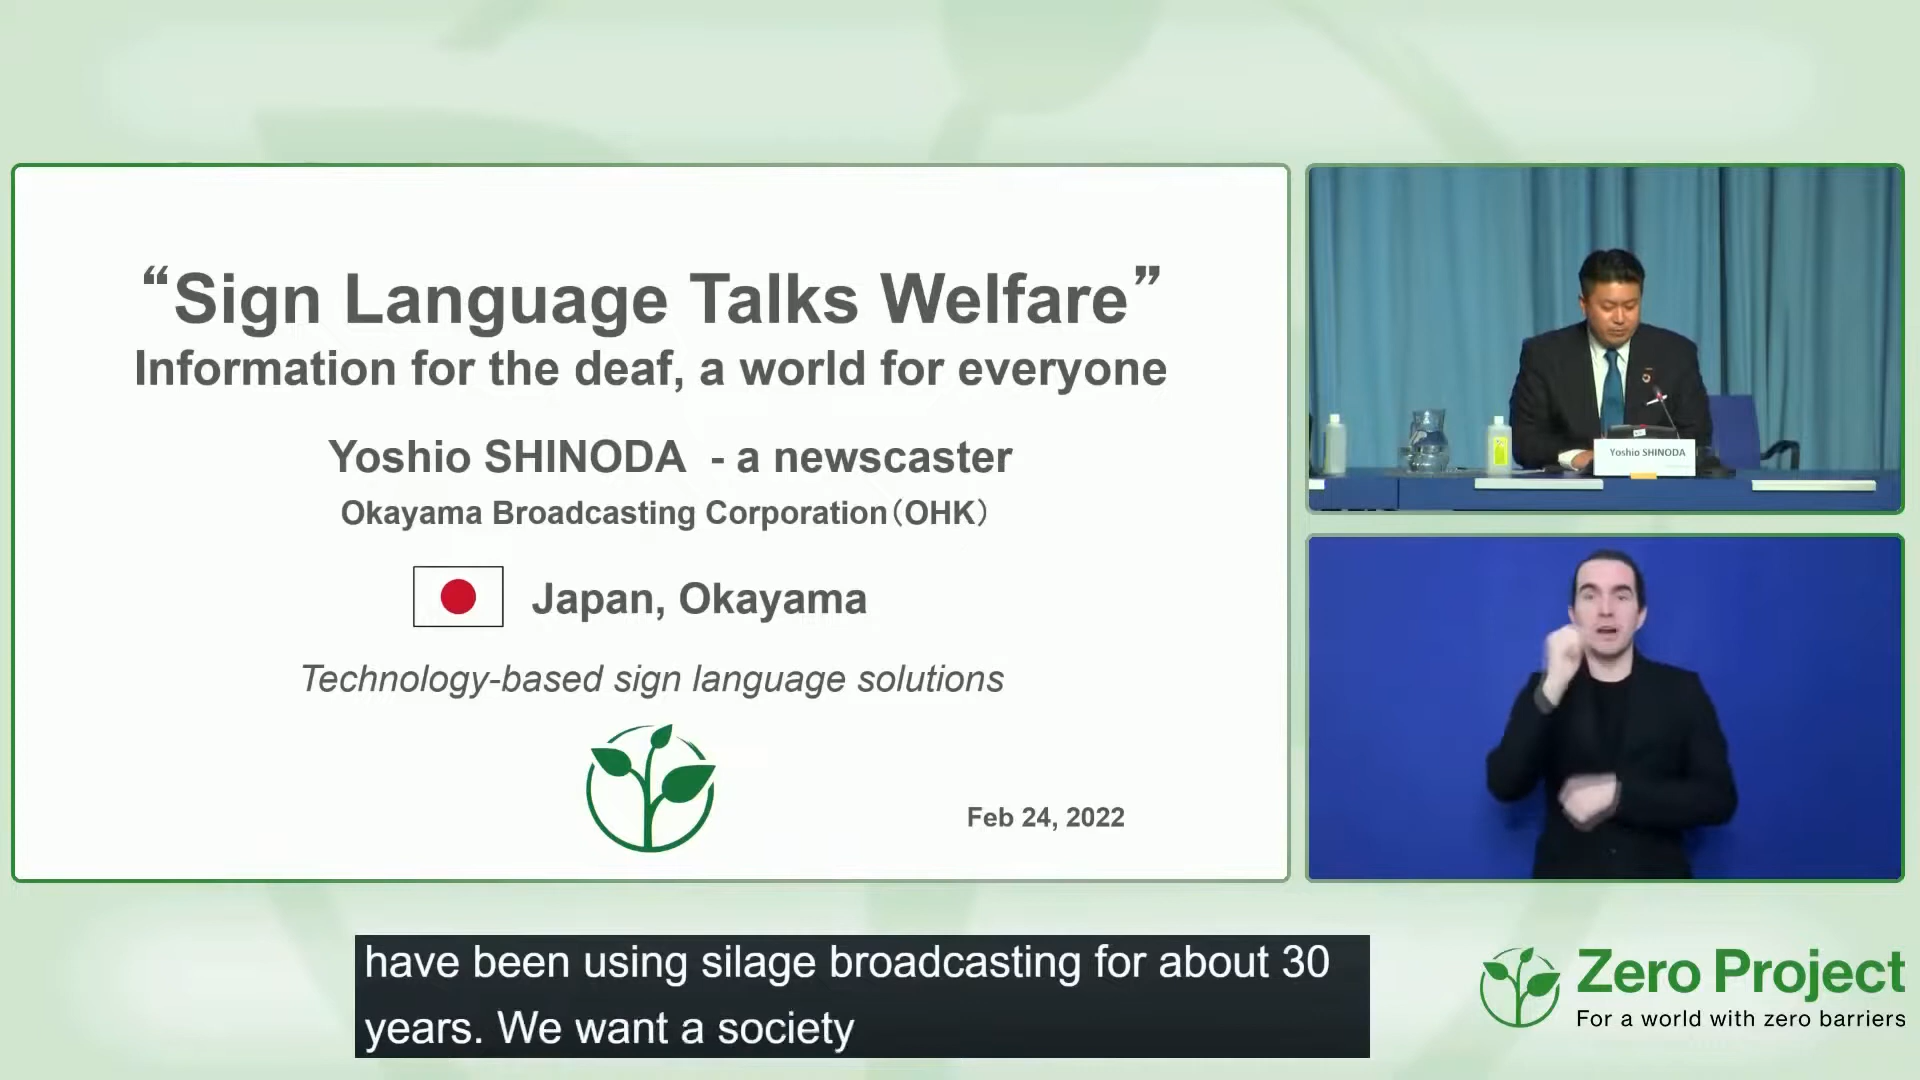 “Sign Language Talks Welfare”
Information for the deaf, a world for everyone
Yoshio SHINODA - a newscaster
Okayama Broadcasting Corporation（OHK）
Japan, Okayama
Technology-based sign language solutions
Feb 24, 2022
Yoshio SHINODA
have been using silage broadcasting for about 30
years. We want a society
Zero Project
For a world with zero barriers